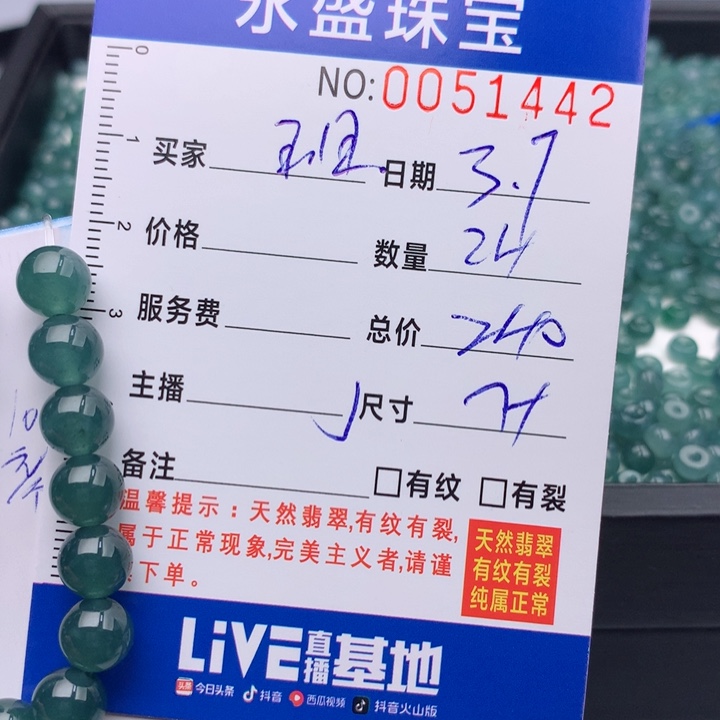 永盛珠宝
NO:0051442
0
买家 日期 3.7
1
价格 数量 24
2
服务费 总价 240
3
主播 尺寸
备注 □有纹 □有裂
温馨提示：天然翡翠,有纹有裂,
属于正常现象,完美主义者,请谨
下单。
天然翡翠
有纹有裂
纯属正常
LiVE直播基地
头条 今日头条 抖音 西瓜视频 抖音火山版
10